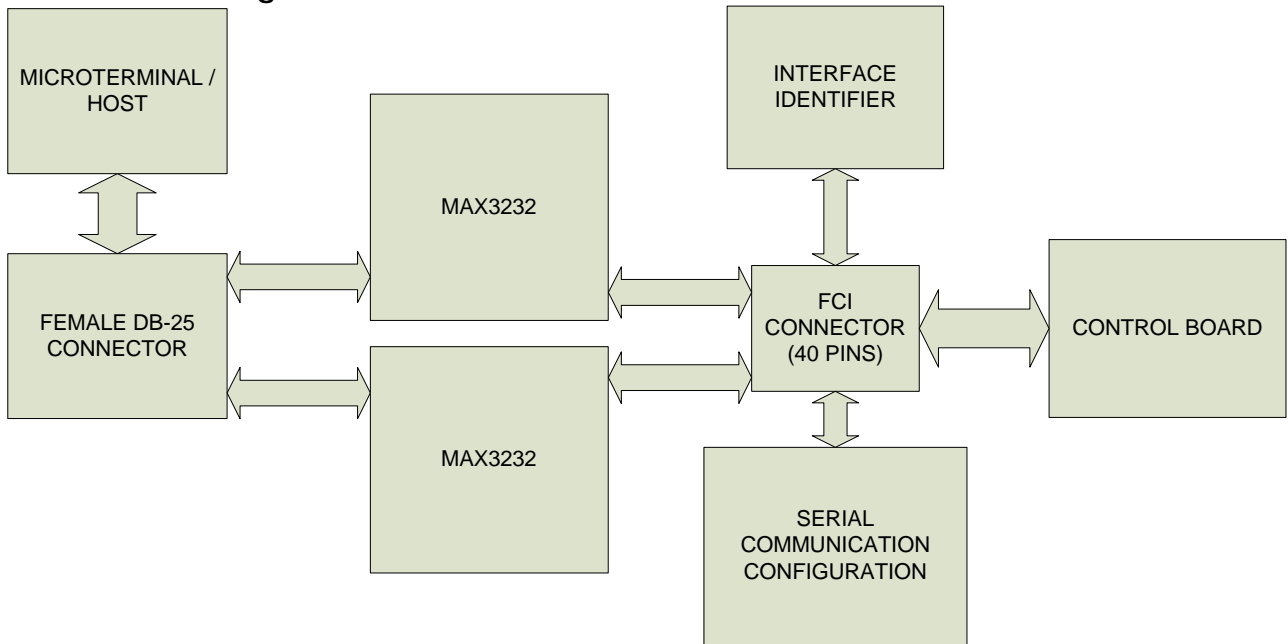 MICROTERMINAL /
HOST
INTERFACE
IDENTIFIER
MAX3232
FEMALE DB-25
CONNECTOR
FCI
CONNECTOR
(40 PINS)
CONTROL BOARD
MAX3232
SERIAL
COMMUNICATION
CONFIGURATION